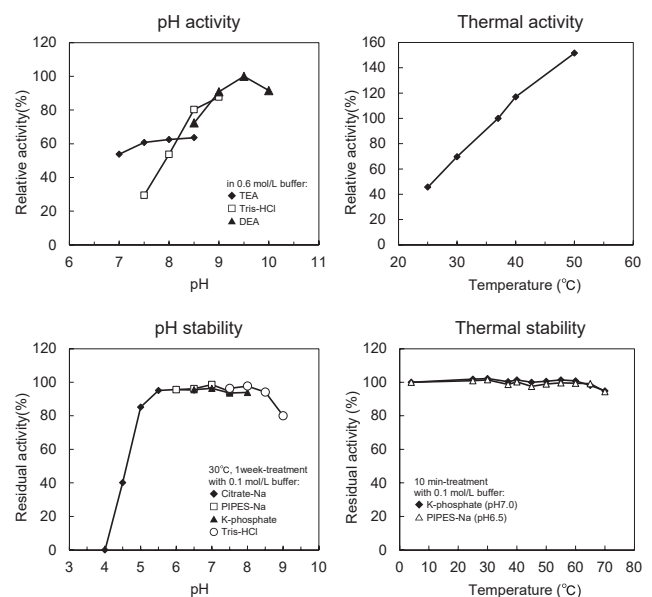 pH activity
120
100
80
60
40
20
0
Relative activity(%)
in 0.6 mol/L buffer:
TEA
Tris-HCl
DEA
6 7 8 9 10 11
pH
Thermal activity
160
140
120
100
80
60
40
20
0
Relative activity(%)
20 30 40 50 60
Temperature (℃)
pH stability
120
100
80
60
40
20
0
Residual activity(%)
30℃, 1week-treatment
with 0.1 mol/L buffer:
Citrate-Na
PIPES-Na
K-phosphate
Tris-HCl
3 4 5 6 7 8 9 10
pH
Thermal stability
120
100
80
60
40
20
0
Residual activity (%)
10 min-treatment
with 0.1 mol/L buffer:
K-phosphate (pH7.0)
PIPES-Na (pH6.5)
0 10 20 30 40 50 60 70 80
Temperature (℃)